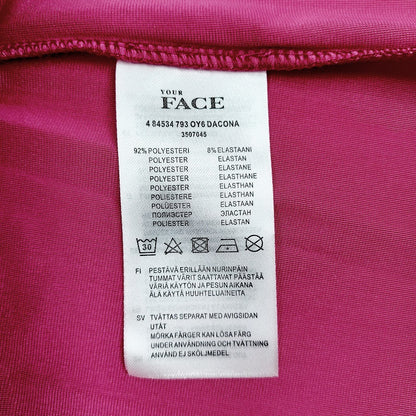 YOUR
FACE
4 84534 793 OY6 DACONA
3507045
92% POLYESTERI 8% ELASTAANI
POLYESTER ELASTAN
POLYESTER ELASTANE
POLYESTER ELASTHANE
POLYESTER ELASTHAN
POLIESTERE ELASTHAN
POLÜESTER ELASTAAN
ПОЛИЭСТЕР ЭЛАСТАН
POLYESTER ELASTAN
30
FI PESTÄVÄ ERILLÄÄN NURINPÄIN
TUMMAT VÄRIT SAATTAVAT PÄÄSTÄÄ
VÄRIÄ KÄYTÖN JA PESUN AIKANA
ÄLÄ KÄYTÄ HUUHTELUAINETTA
SV TVÄTTAS SEPARAT MED AVIGSIDAN
UTÅT
MÖRKA FÄRGER KAN LÖSA FÄRG
UNDER ANVÄNDNING OCH TVÄTTNING
ANVÄND EJ SKÖLJMEDEL